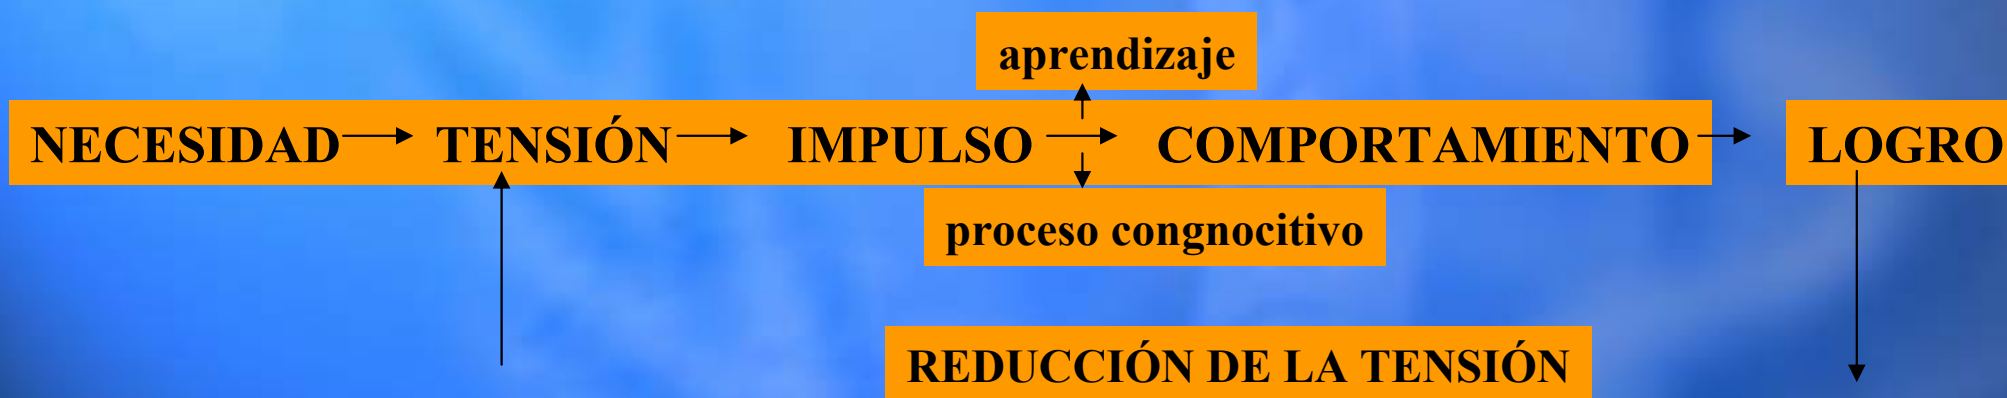 aprendizaje
NECESIDAD TENSIÓN IMPULSO COMPORTAMIENTO LOGRO
proceso congnocitivo
REDUCCIÓN DE LA TENSIÓN